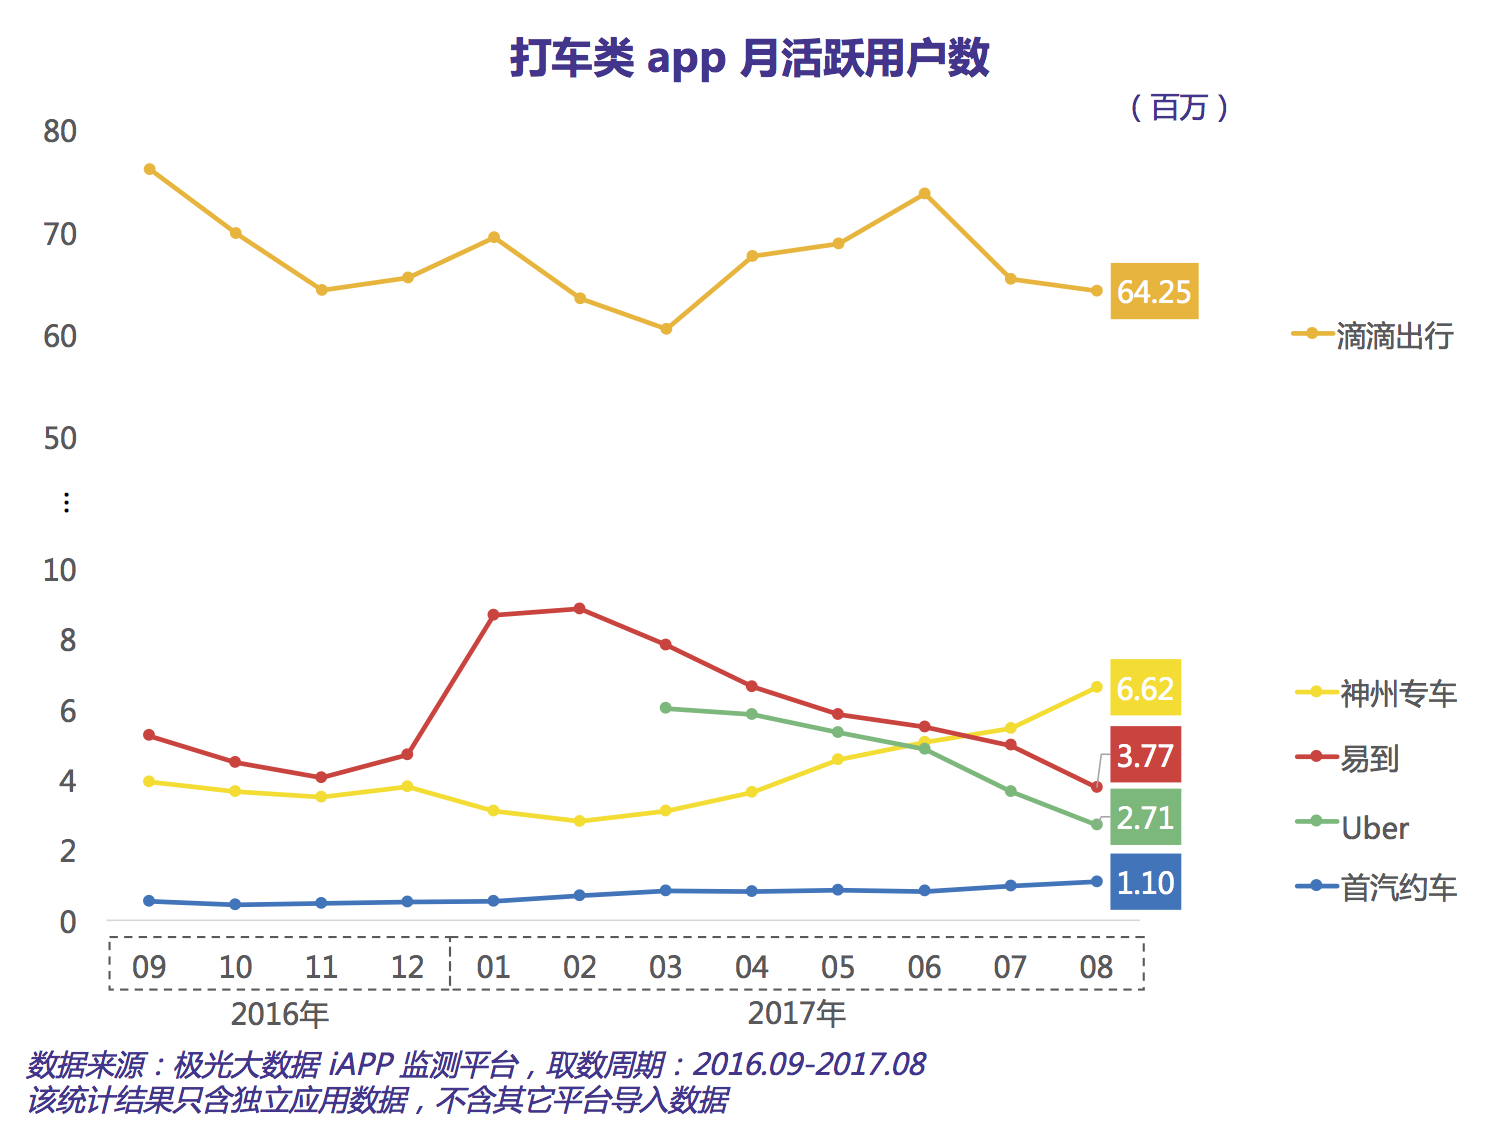 打车类 app 月活跃用户数
（百万）
80
70
60
50
...
10
8
6
4
2
0
64.25
6.62
3.77
2.71
1.10
滴滴出行
神州专车
易到
Uber
首汽约车
09 10 11 12 01 02 03 04 05 06 07 08
2016年 2017年
数据来源：极光大数据 iAPP 监测平台，取数周期：2016.09-2017.08
该统计结果只含独立应用数据，不含其它平台导入数据